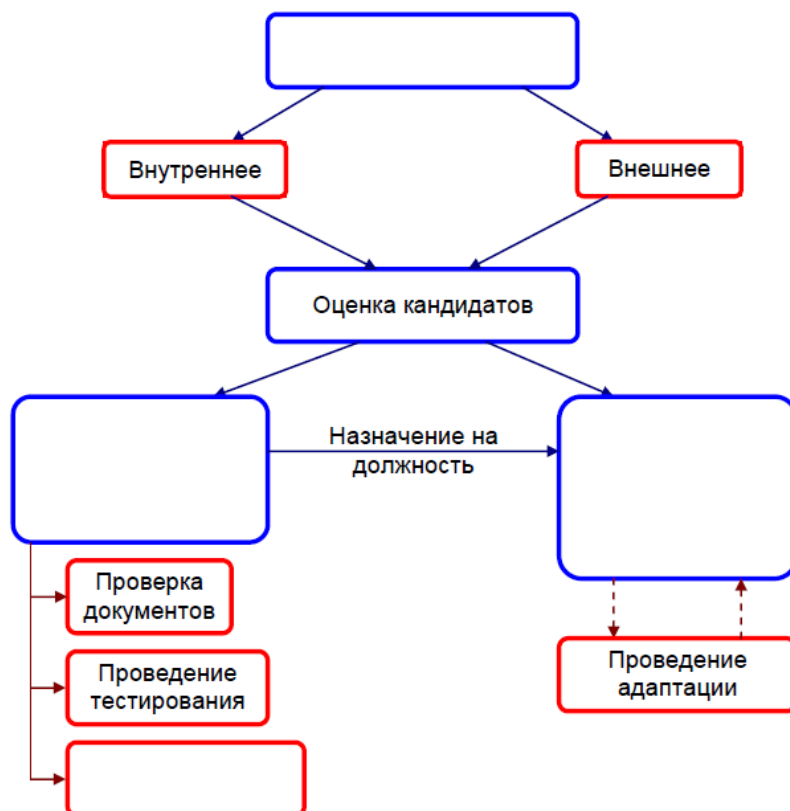 Внутреннее
Внешнее
Оценка кандидатов
Назначение на
должность
Проверка
документов
Проведение
тестирования
Проведение
адаптации